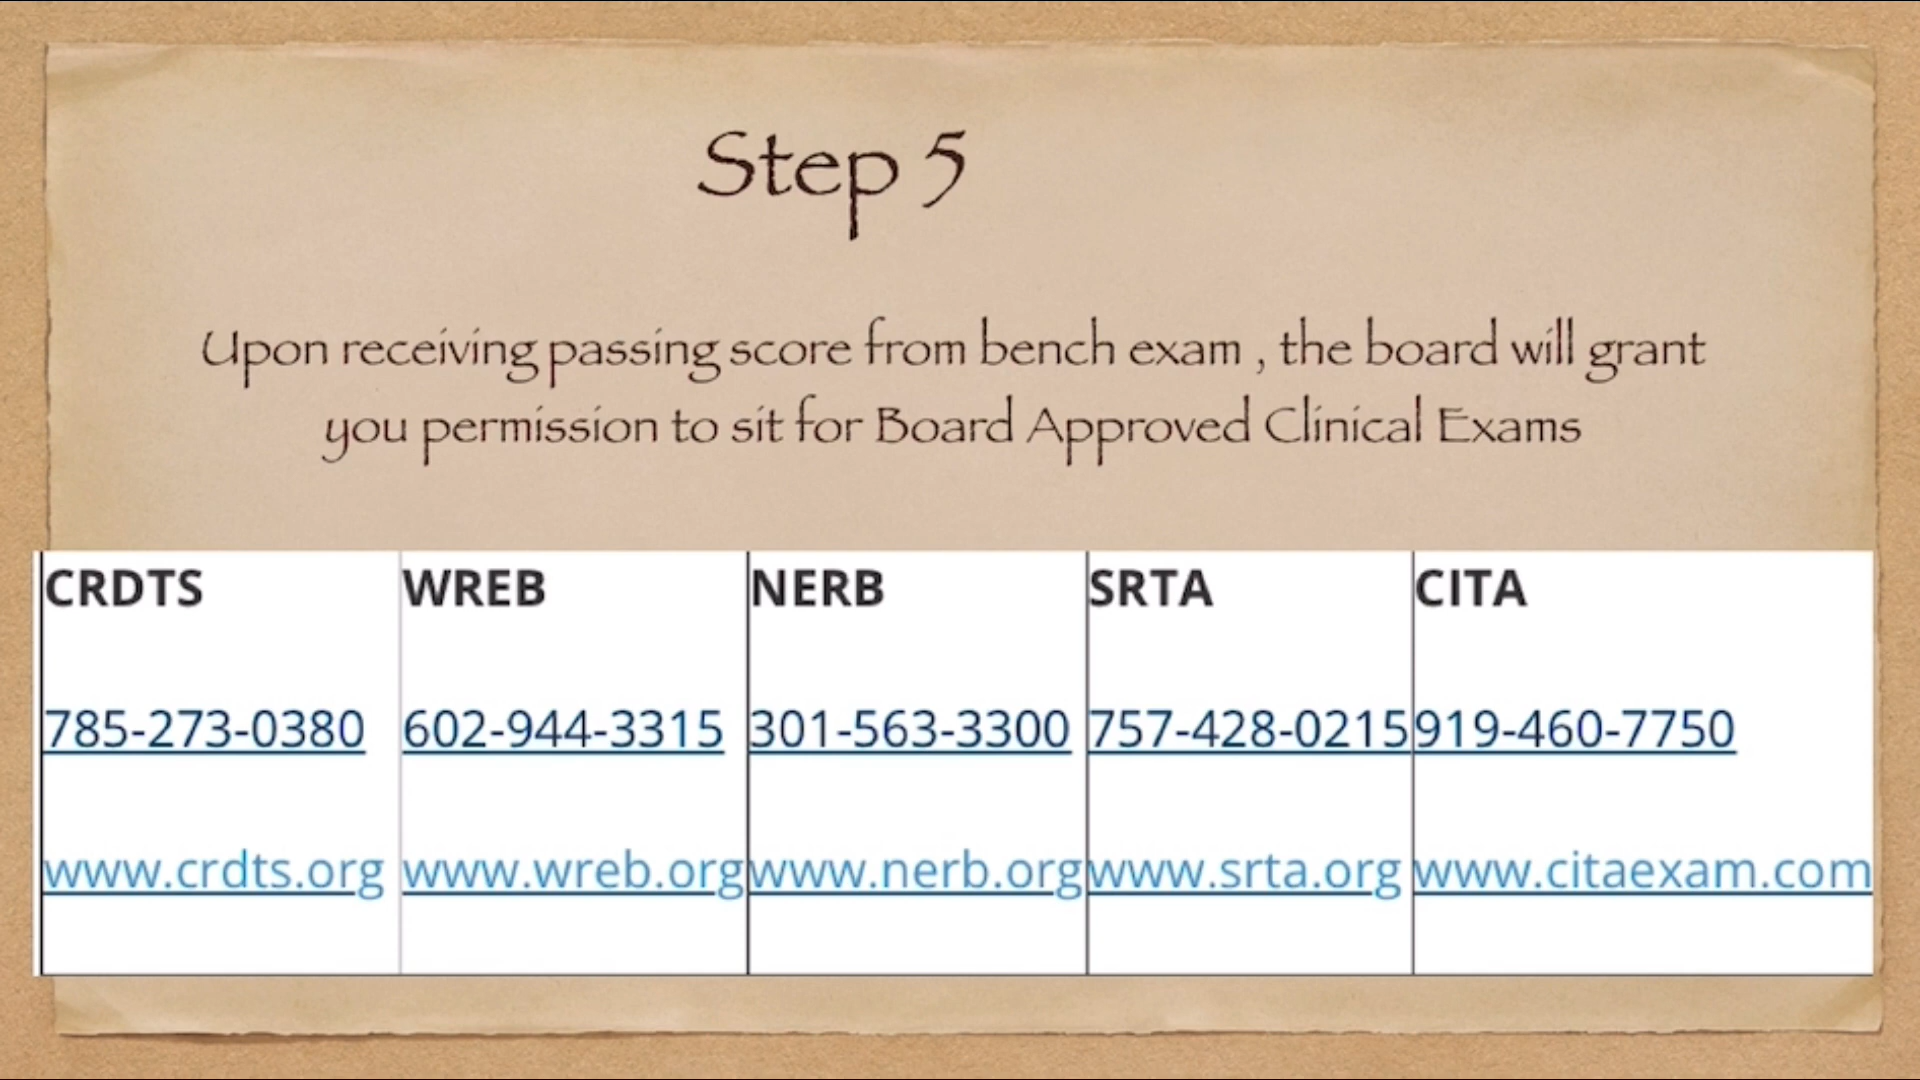 Step 5
Upon receiving passing score from bench exam , the board will grant
you permission to sit for Board Approved Clinical Exams
CRDTS WREB NERB SRTA CITA
785-273-0380 602-944-3315 301-563-3300 757-428-0215 919-460-7750
www.crdts.org www.wreb.org www.nerb.org www.srta.org www.citaexam.com